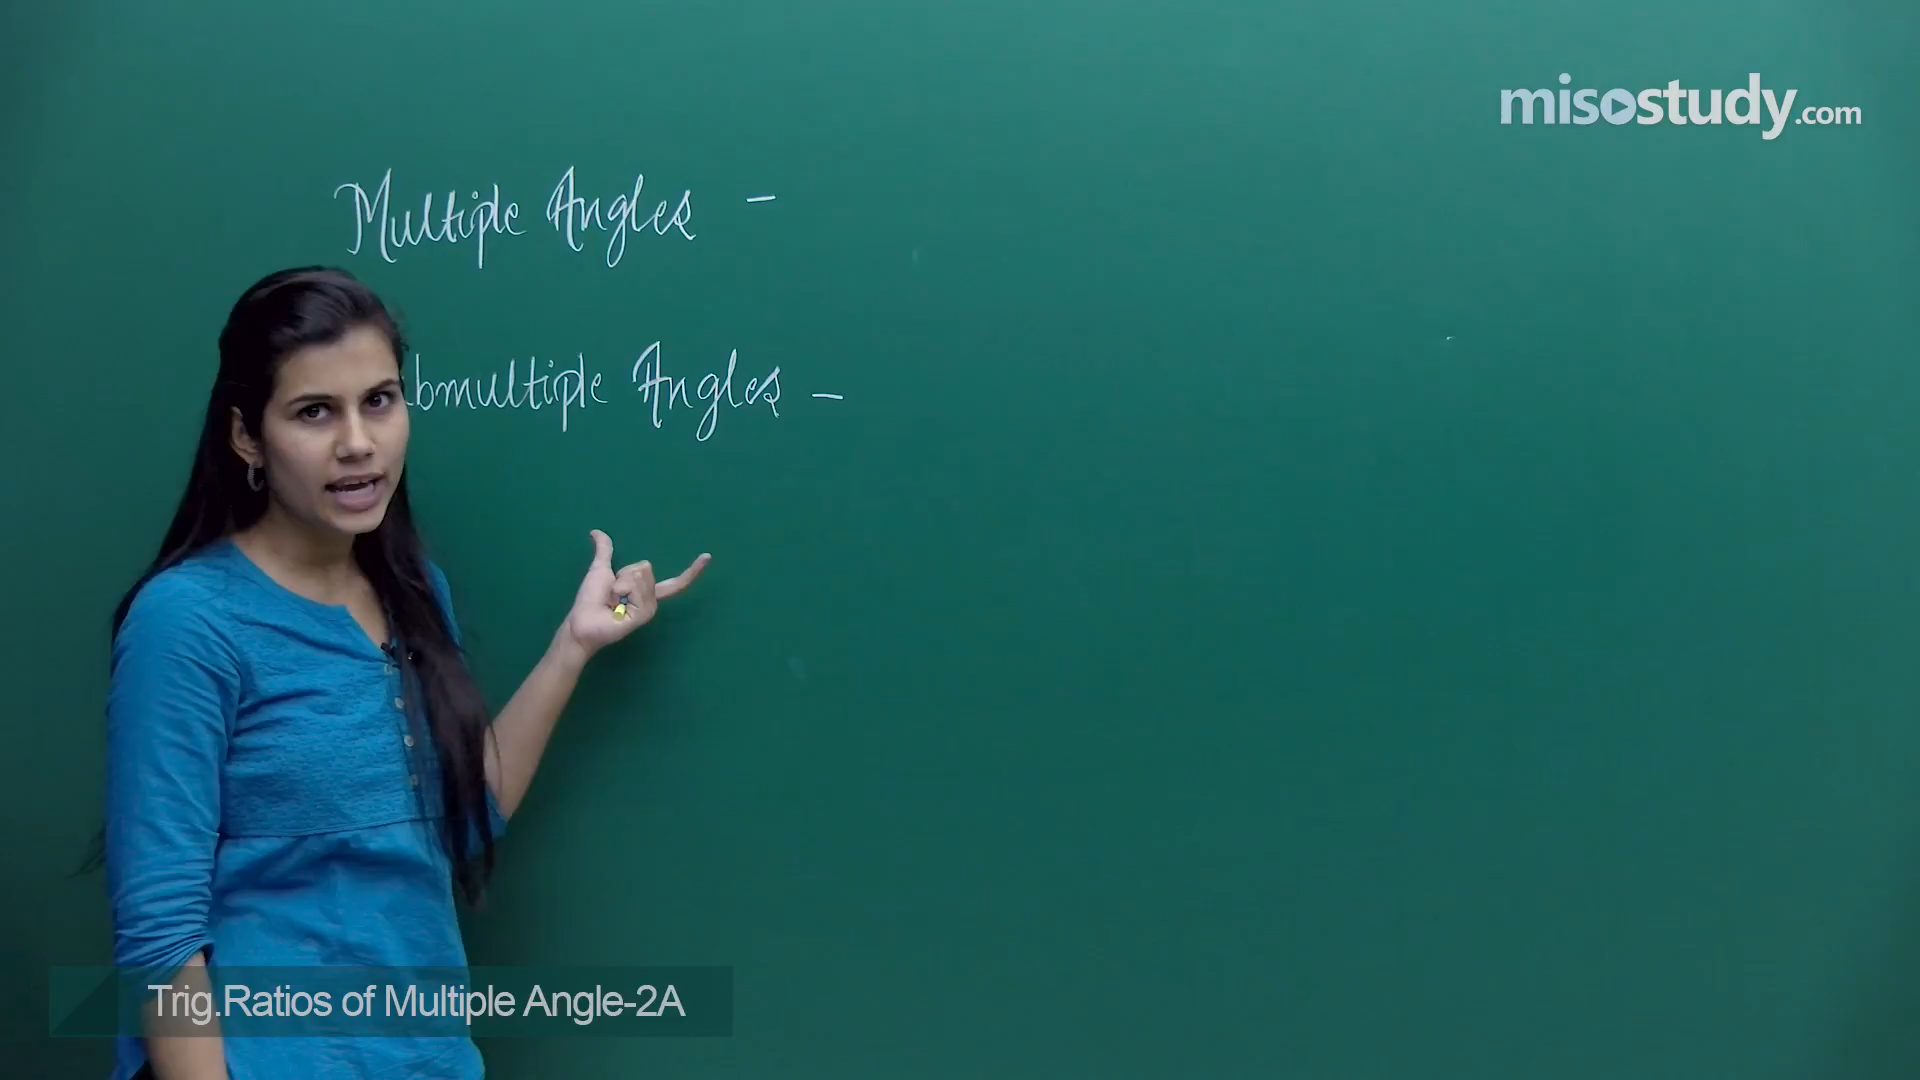 misostudy.com
Multiple Angles -
bmultiple Angles -
Trig.Ratios of Multiple Angle-2A